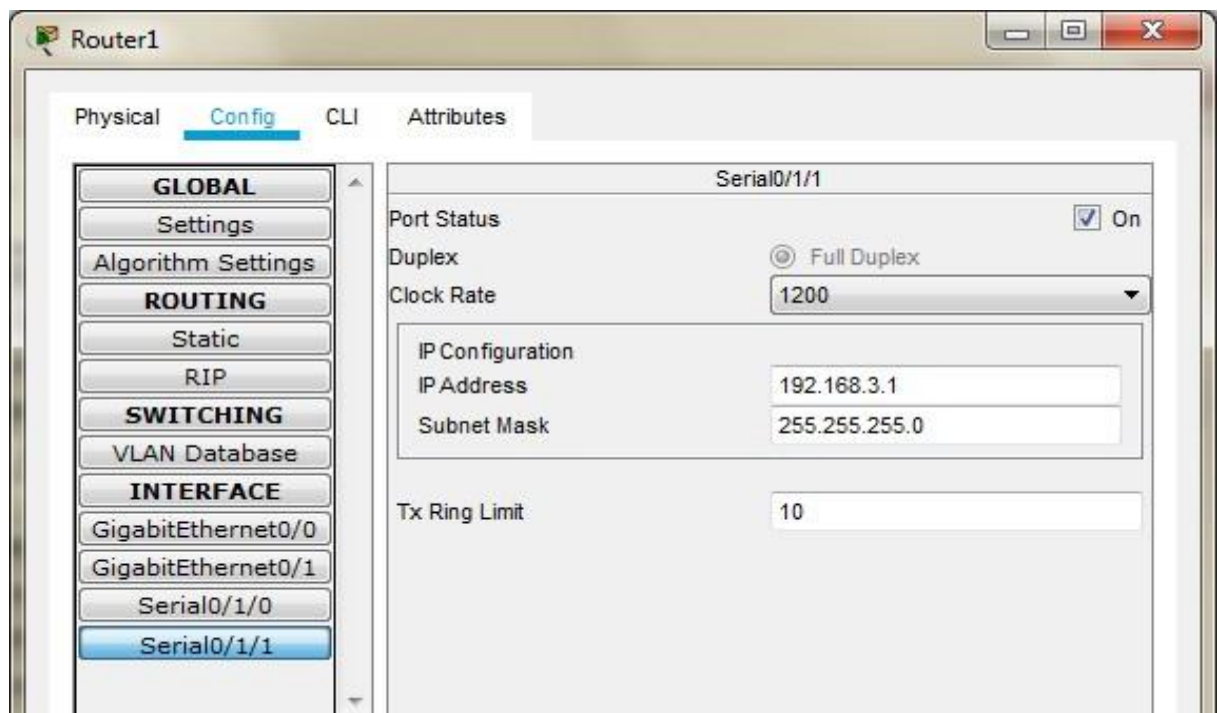 Router1
Physical Config CLI Attributes
GLOBAL
Settings
Algorithm Settings
ROUTING
Static
RIP
SWITCHING
VLAN Database
INTERFACE
GigabitEthernet0/0
GigabitEthernet0/1
Serial0/1/0
Serial0/1/1
Serial0/1/1
Port Status On
Duplex Full Duplex
Clock Rate 1200
IP Configuration
IP Address 192.168.3.1
Subnet Mask 255.255.255.0
Tx Ring Limit 10